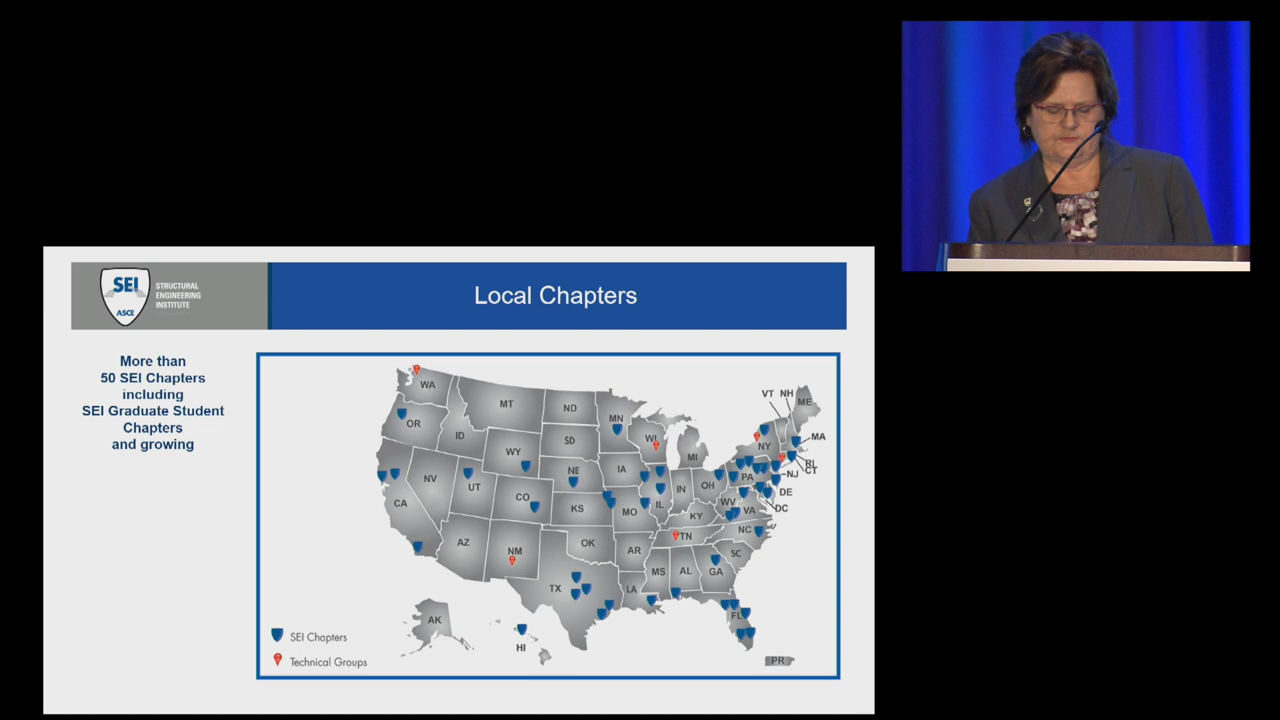 SEI
ASCE
STRUCTURAL
ENGINEERING
INSTITUTE
Local Chapters
More than
50 SEI Chapters
including
SEI Graduate Student
Chapters
and growing
WA
MT
ND
MN
WI
MI
VT
NH
ME
OR
ID
SD
WY
NE
IA
NY
MA
RI
CT
NV
UT
CO
KS
MO
IL
IN
OH
PA
NJ
DE
DC
WV
VA
KY
CA
AZ
NM
OK
AR
TN
NC
SC
TX
LA
MS
AL
GA
FL
AK
HI
PR
SEI Chapters
Technical Groups